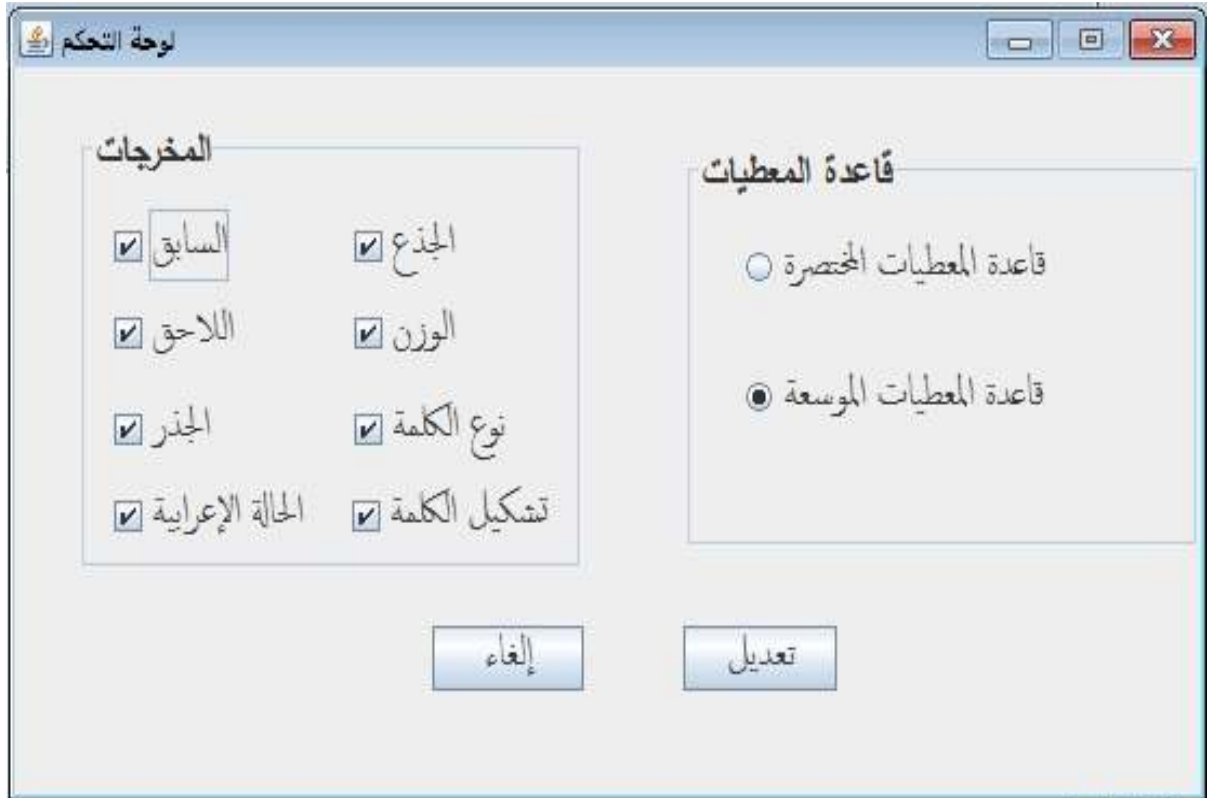 لوحة التحكم
قاعدة المعطيات
قاعدة المعطيات المختصرة
قاعدة المعطيات الموسعة
المخرجات
الجذع السابق
الوزن اللاحق
نوع الكلمة الجذر
تشكيل الكلمة الحالة الإعرابية
تعديل إلغاء